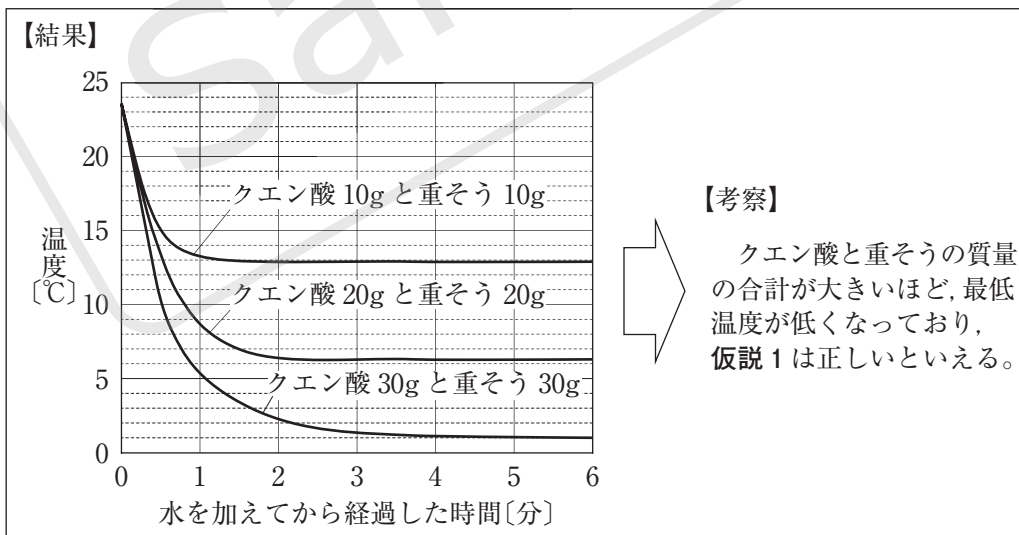 【結果】
25
20
15
10
5
0
温度
〔℃〕
クエン酸 10g と重そう 10g
クエン酸 20g と重そう 20g
クエン酸 30g と重そう 30g
0 1 2 3 4 5 6
水を加えてから経過した時間〔分〕
【考察】
クエン酸と重そうの質量
の合計が大きいほど, 最低
温度が低くなっており,
仮説 1 は正しいといえる。